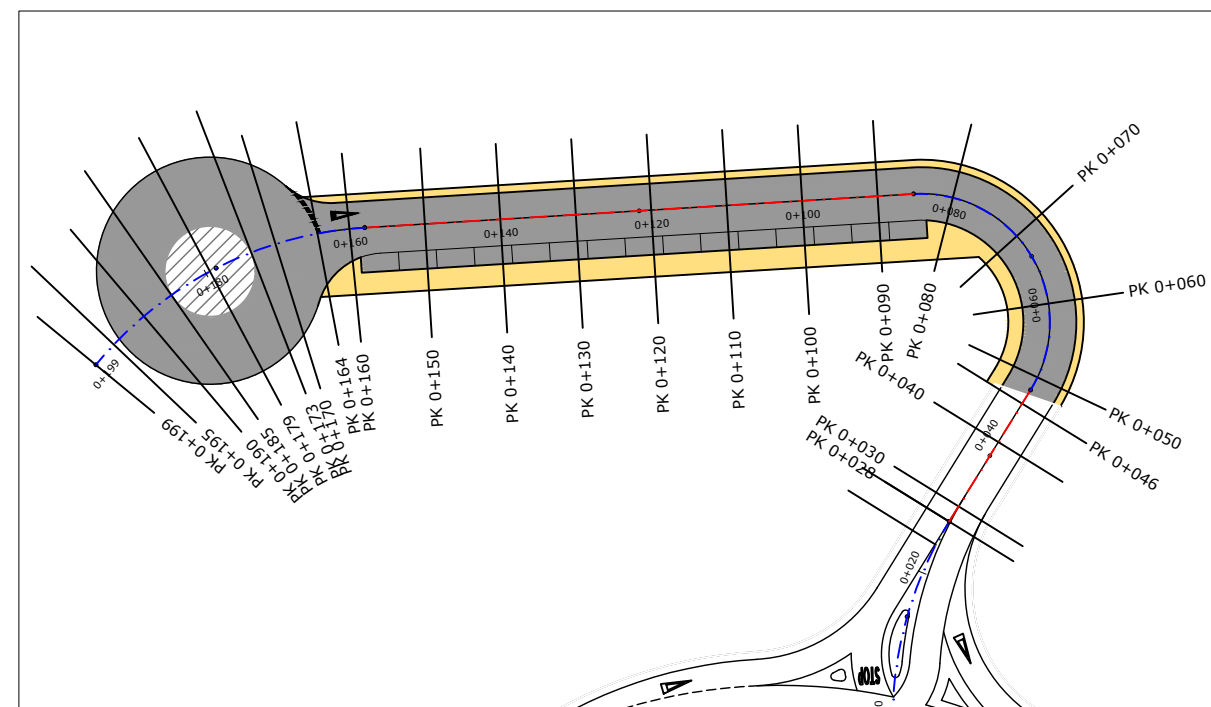 PK 0+070
PK 0+060
PK 0+050
PK 0+046
PK 0+040
PK 0+030
PK 0+028
PK 0+080
PK 0+090
PK 0+100
PK 0+110
PK 0+120
PK 0+130
PK 0+140
PK 0+150
PK 0+160
PK 0+164
PK 0+170
PK 0+173
PK 0+179
PK 0+185
PK 0+190
PK 0+195
PK 0+199
0+199
0+180
0+160
0+140
0+120
0+100
0+080
0+060
0+040
0+020
STOP